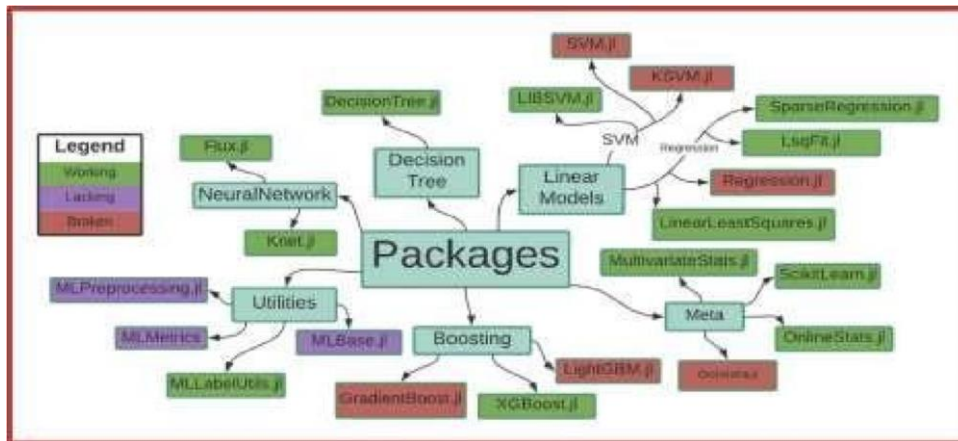 SVM.jl
KSVM.jl
LIBSVM.jl
SVM
DecisionTree.jl
Decision
Tree
Linear
Models
Regression
SparseRegression.jl
LsqFit.jl
Regression.jl
LinearLeastSquares.jl
Legend
Working
Lacking
Broken
Flux.jl
NeuralNetwork
Knet.jl
Packages
MLPreprocessing.jl
Utilities
MLMetrics
MLBase.jl
MLLabelUtils.jl
Boosting
GradientBoost.jl
XGBoost.jl
LightGBM.jl
MultivariateStats.jl
ScikitLearn.jl
Meta
OnlineStats.jl